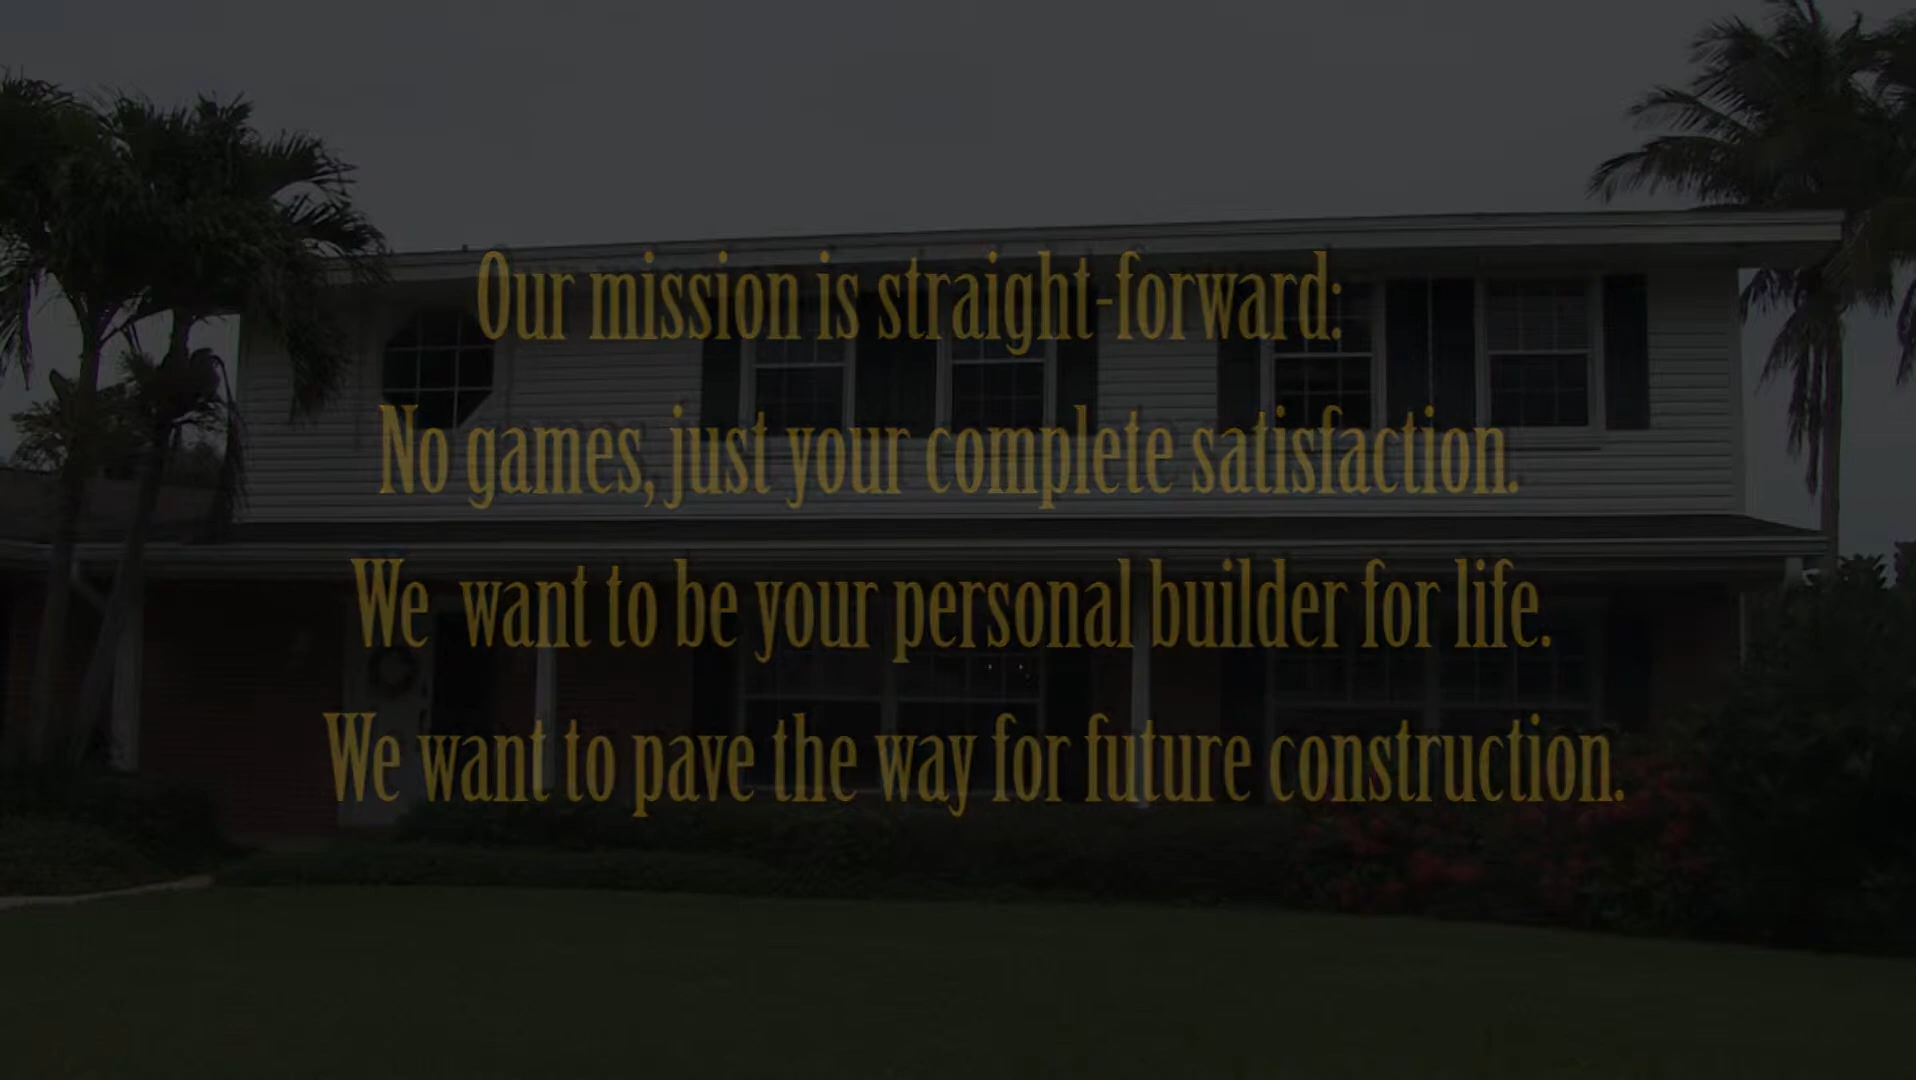 Our mission is straight-forward:
No games, just your complete satisfaction.
We want to be your personal builder for life.
We want to pave the way for future construction.